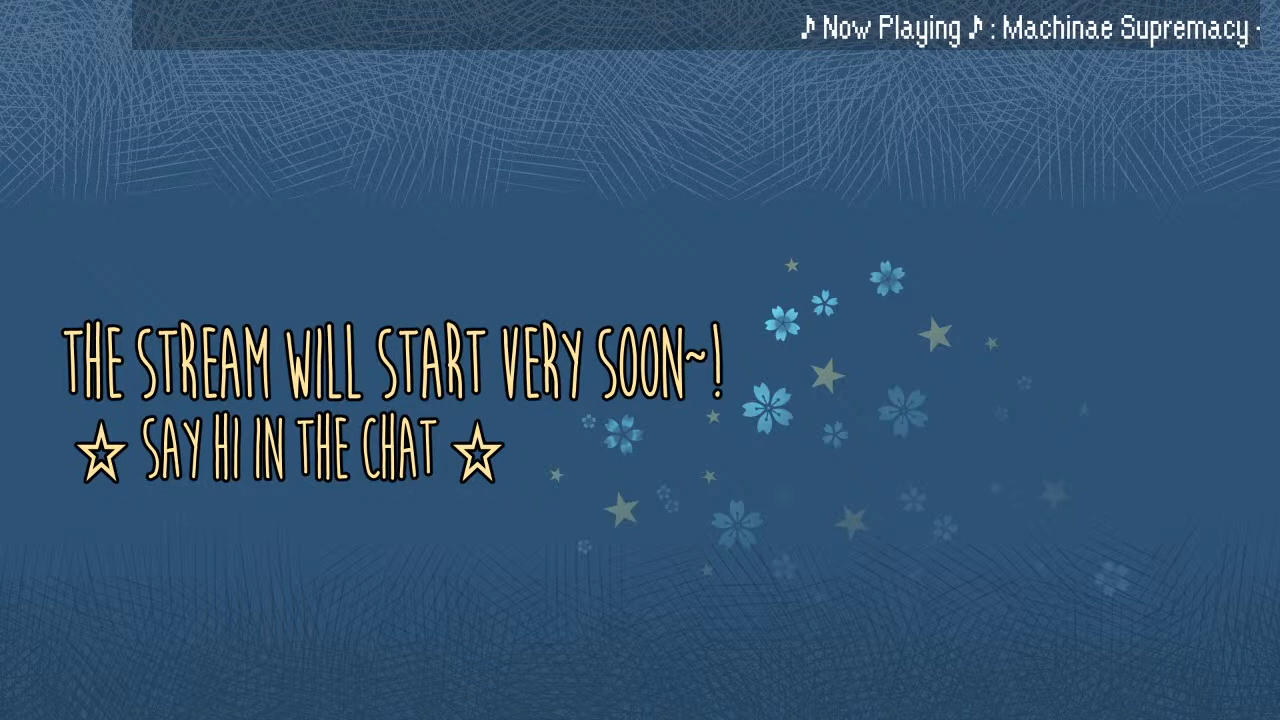 ♪ Now Playing ♪ : Machinae Supremacy ·
THE STREAM WILL START VERY SOON~!
☆ SAY HI IN THE CHAT ☆